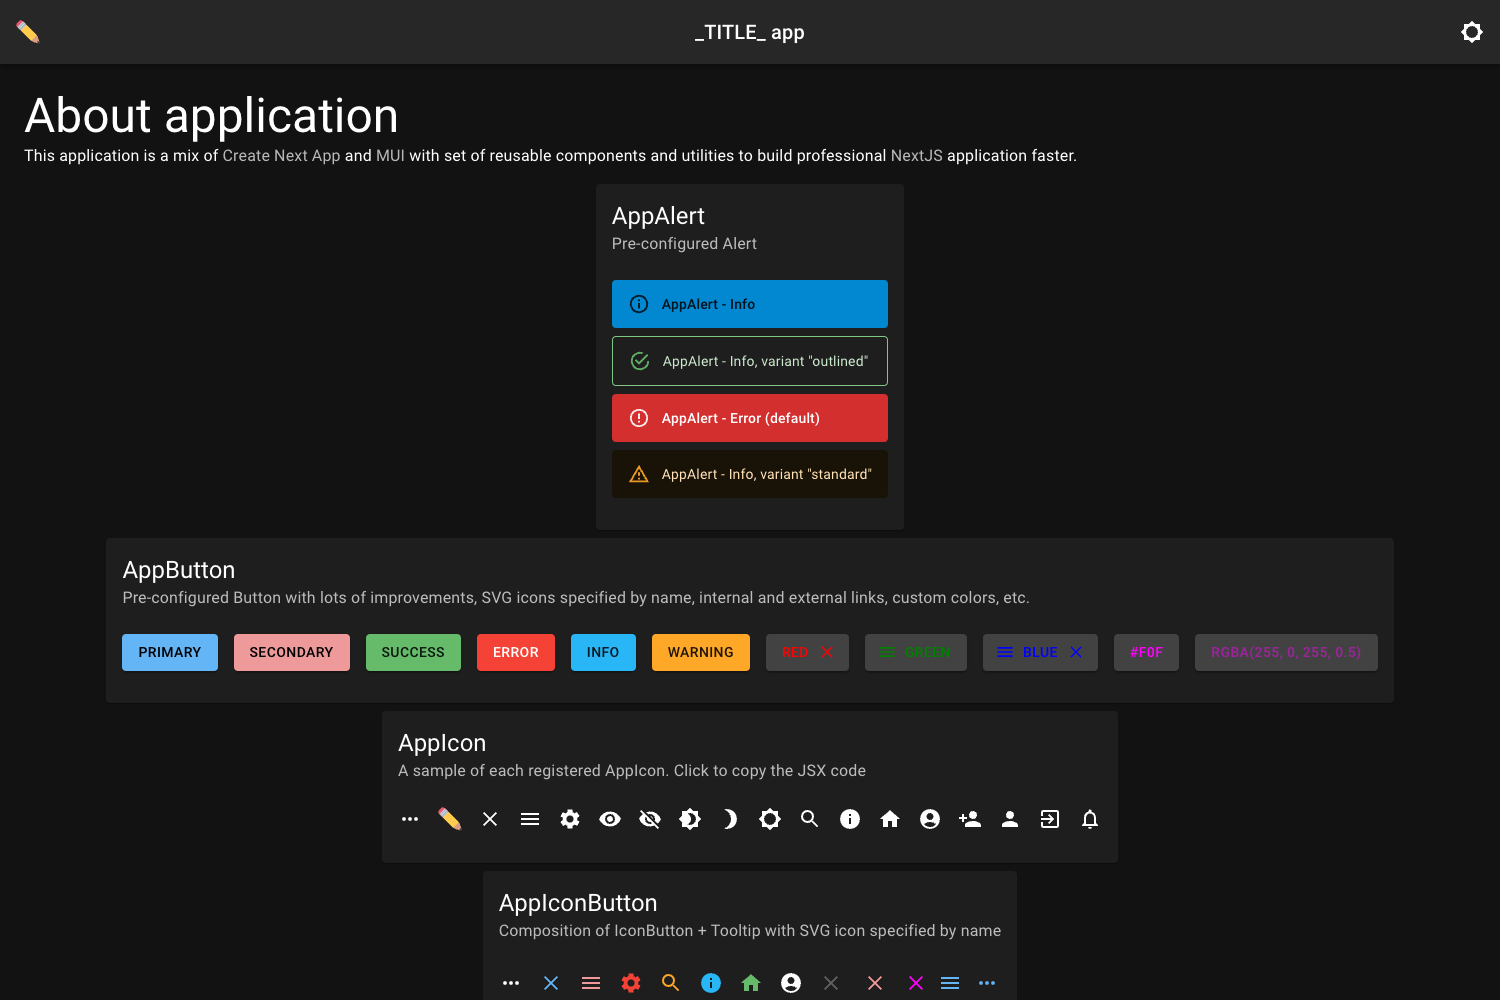 _TITLE_ app
About application
This application is a mix of Create Next App and MUI with set of reusable components and utilities to build professional NextJS application faster.
AppAlert
Pre-configured Alert
AppAlert - Info
AppAlert - Info, variant "outlined"
AppAlert - Error (default)
AppAlert - Info, variant "standard"
AppButton
Pre-configured Button with lots of improvements, SVG icons specified by name, internal and external links, custom colors, etc.
PRIMARY SECONDARY SUCCESS ERROR INFO WARNING RED GREEN BLUE #F0F RGBA(255, 0, 255, 0.5)
AppIcon
A sample of each registered AppIcon. Click to copy the JSX code
AppIconButton
Composition of IconButton + Tooltip with SVG icon specified by name